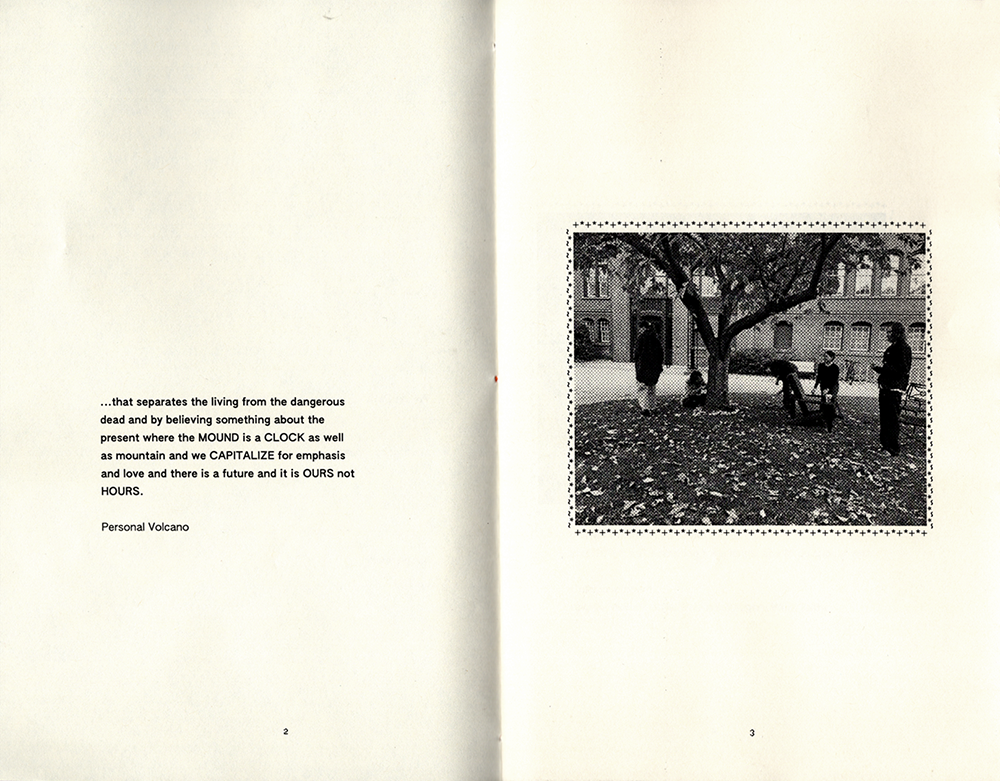 ...that separates the living from the dangerous
dead and by believing something about the
present where the MOUND is a CLOCK as well
as mountain and we CAPITALIZE for emphasis
and love and there is a future and it is OURS not
HOURS.
Personal Volcano
2
3